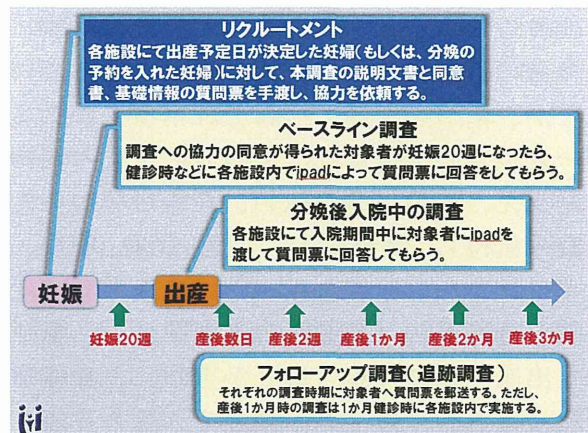 リクルートメント
各施設にて出産予定日が決定した妊婦(もしくは、分娩の
予約を入れた妊婦)に対して、本調査の説明文書と同意
書、基礎情報の質問票を手渡し、協力を依頼する。
ベースライン調査
調査への協力の同意が得られた対象者が妊娠20週になったら、
健診時などに各施設内でipadによって質問票に回答をしてもらう。
分娩後入院中の調査
各施設にて入院期間中に対象者にipadを
渡して質問票に回答してもらう。
妊娠
出産
妊娠20週
産後数日
産後2週
産後1か月
産後2か月
産後3か月
フォローアップ調査(追跡調査)
それぞれの調査時期に対象者へ質問票を郵送する。ただし、
産後1か月時の調査は1か月健診時に各施設内で実施する。